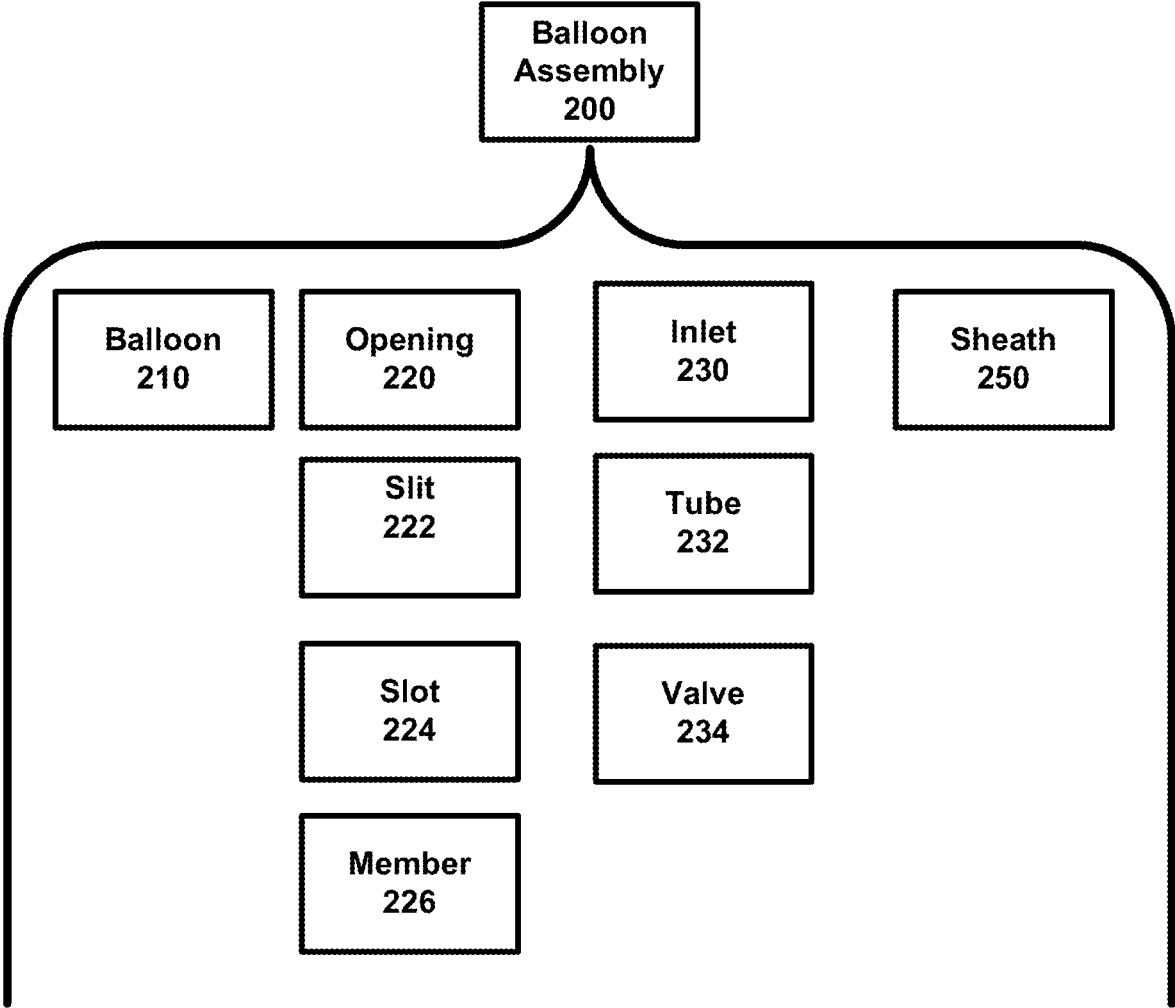 Balloon
Assembly
200
Balloon
210
Opening
220
Inlet
230
Sheath
250
Slit
222
Tube
232
Slot
224
Valve
234
Member
226